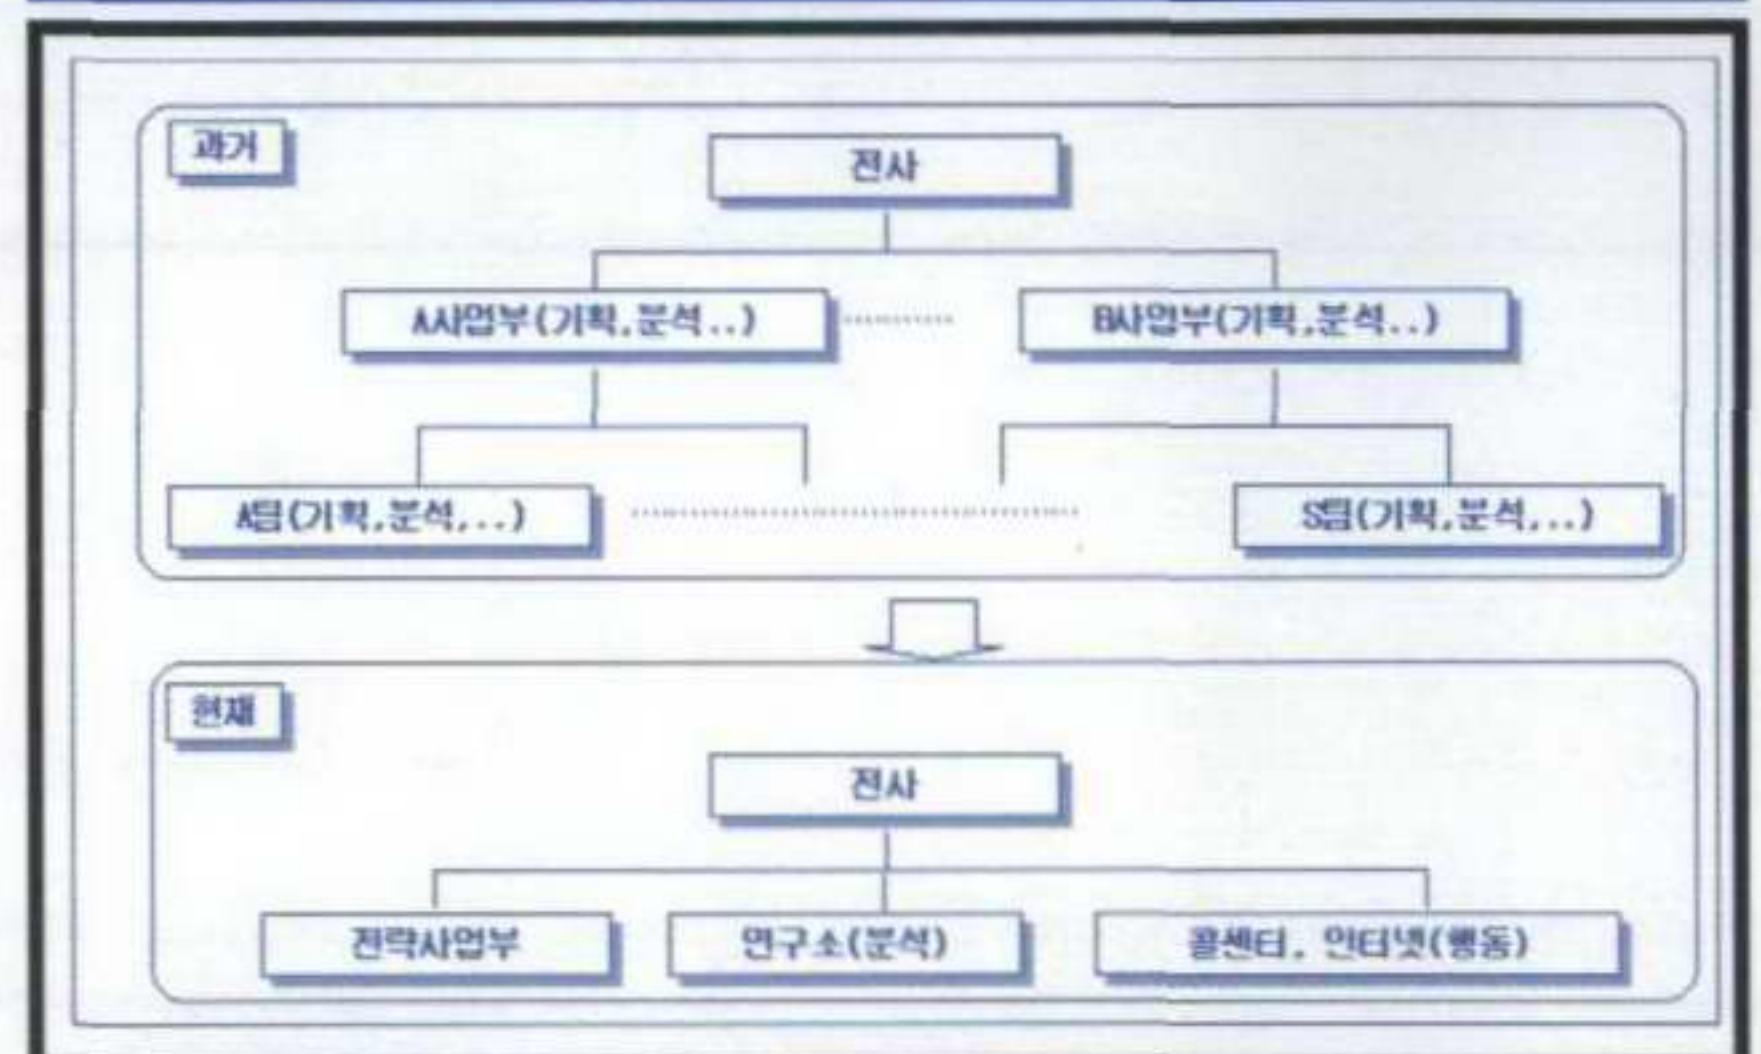 과거
전사
A사업부(기획,분석..)
B사업부(기획,분석..)
A팀(기획,분석,..)
S팀(기획,분석,..)
현재
전사
전략사업부
연구소(분석)
콜센터, 인터넷(행동)